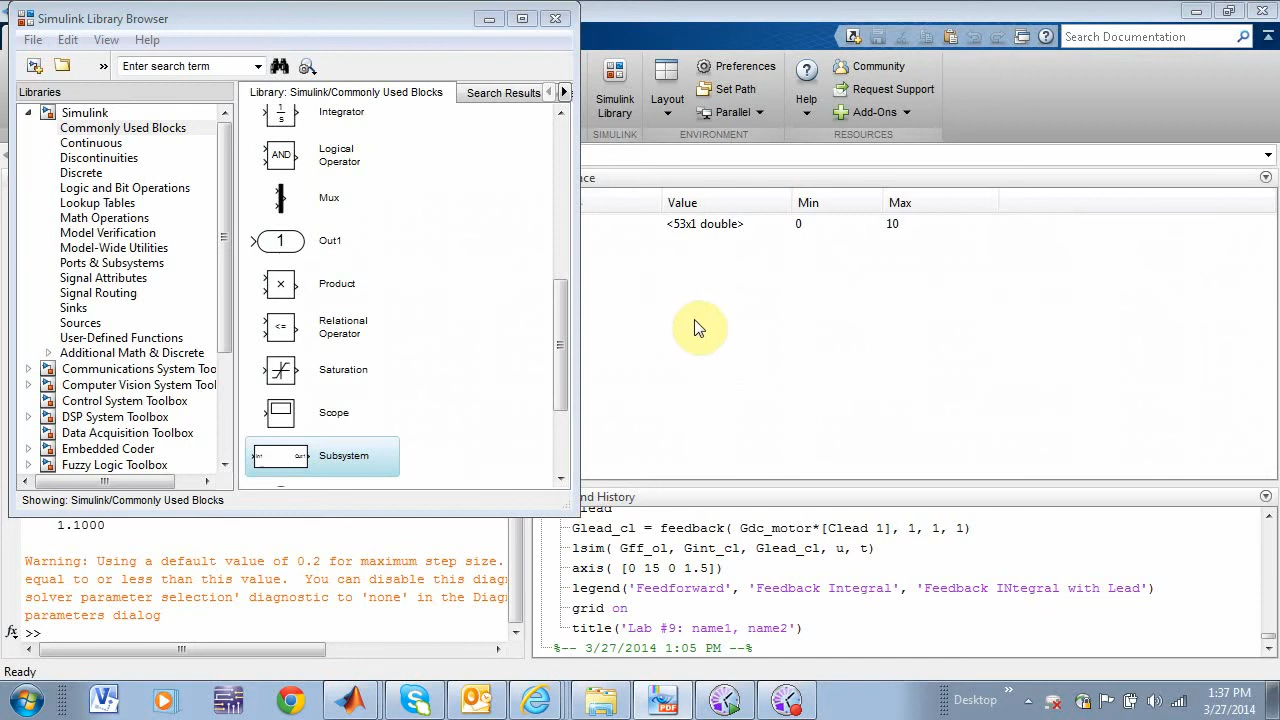 Simulink Library Browser
File Edit View Help
Search Documentation
» Enter search term
Simulink Library
Layout
Preferences
Set Path
Parallel
Help
Community
Request Support
Add-Ons
SIMULINK ENVIRONMENT RESOURCES
Libraries
Library: Simulink/Commonly Used Blocks Search Results
Simulink
Commonly Used Blocks
Continuous
Discontinuities
Discrete
Logic and Bit Operations
Lookup Tables
Math Operations
Model Verification
Model-Wide Utilities
Ports & Subsystems
Signal Attributes
Signal Routing
Sinks
Sources
User-Defined Functions
Additional Math & Discrete
Communications System Too
Computer Vision System Tool
Control System Toolbox
DSP System Toolbox
Data Acquisition Toolbox
Embedded Coder
Fuzzy Logic Toolbox
1 s Integrator
AND Logical Operator
Mux
1 Out1
× Product
<= Relational Operator
Saturation
Scope
Subsystem
Showing: Simulink/Commonly Used Blocks
ce
Value Min Max
<53x1 double> 0 10
1.1000
Warning: Using a default value of 0.2 for maximum step size.
equal to or less than this value. You can disable this diag
solver parameter selection' diagnostic to 'none' in the Diag
parameters dialog
fx >>
nd History
lead
Glead_cl = feedback( Gdc_motor*[Clead 1], 1, 1, 1)
lsim( Gff_ol, Gint_cl, Glead_cl, u, t)
axis( [0 15 0 1.5])
legend('Feedforward', 'Feedback Integral', 'Feedback INtegral with Lead')
grid on
title('Lab #9: name1, name2')
%-- 3/27/2014 1:05 PM --%
Ready
Desktop »
1:37 PM
3/27/2014
PDF